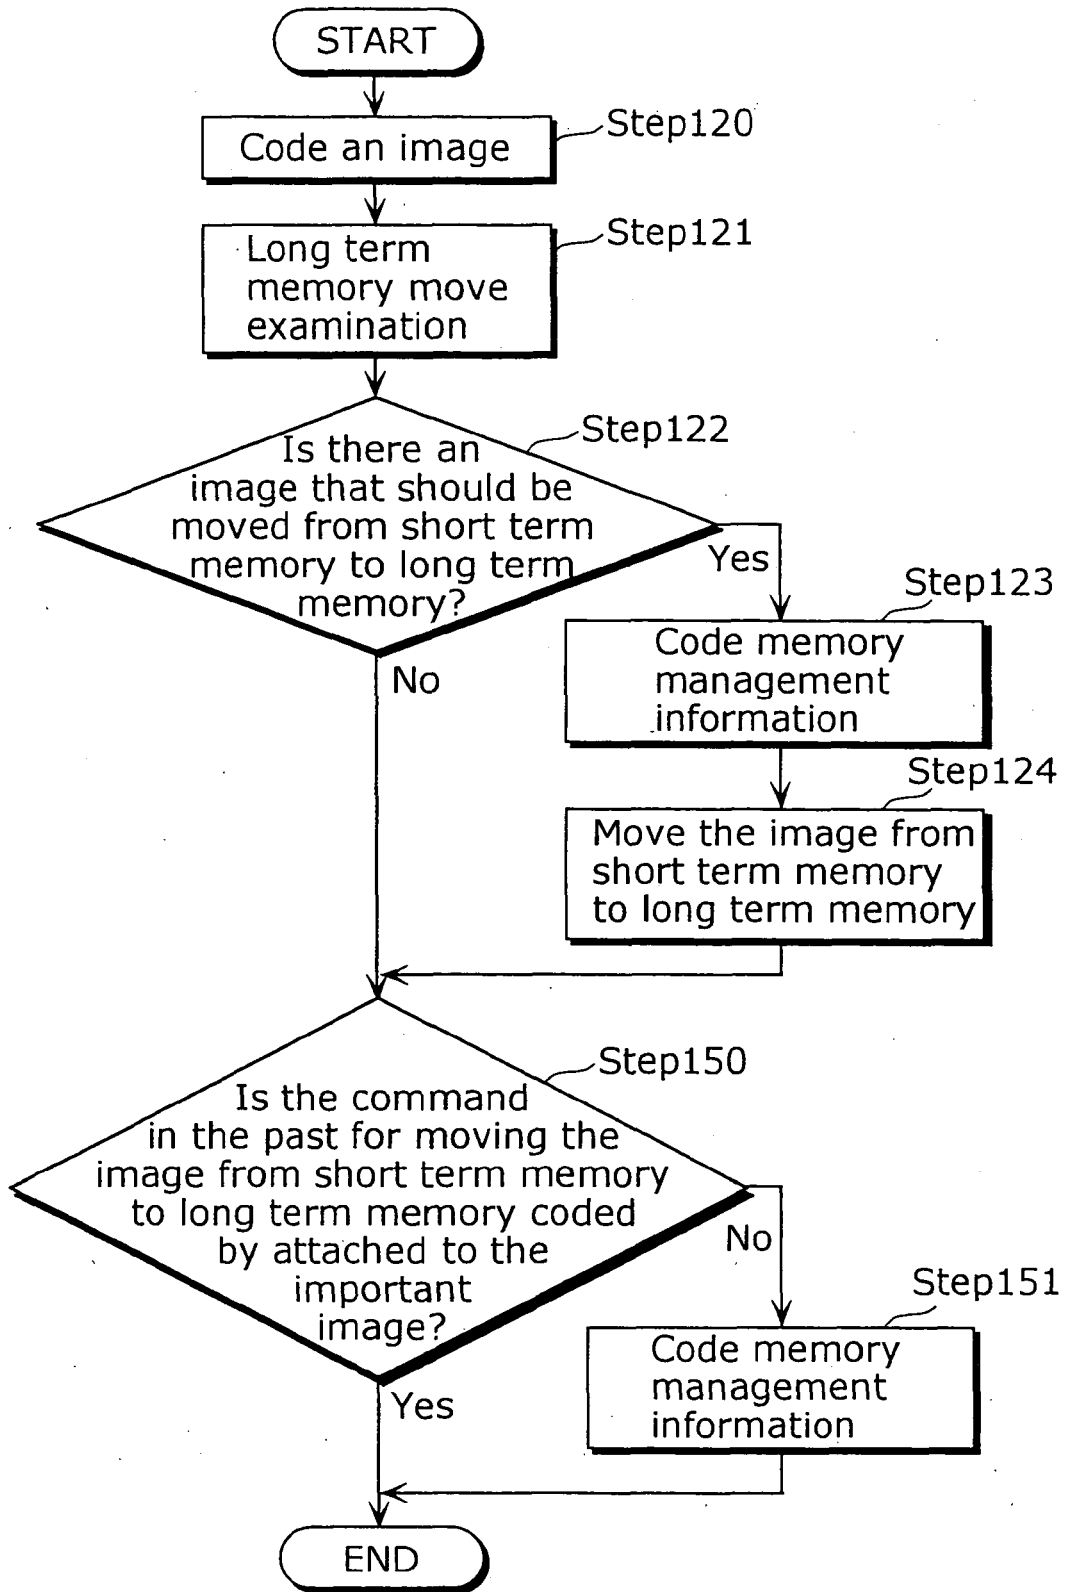 START
Step120
Code an image
Step121
Long term
memory move
examination
Step122
Is there an
image that should be
moved from short term
memory to long term
memory?
Yes
No
Step123
Code memory
management
information
Step124
Move the image from
short term memory
to long term memory
Step150
Is the command
in the past for moving the
image from short term memory
to long term memory coded
by attached to the
important
image?
No
Yes
Step151
Code memory
management
information
END